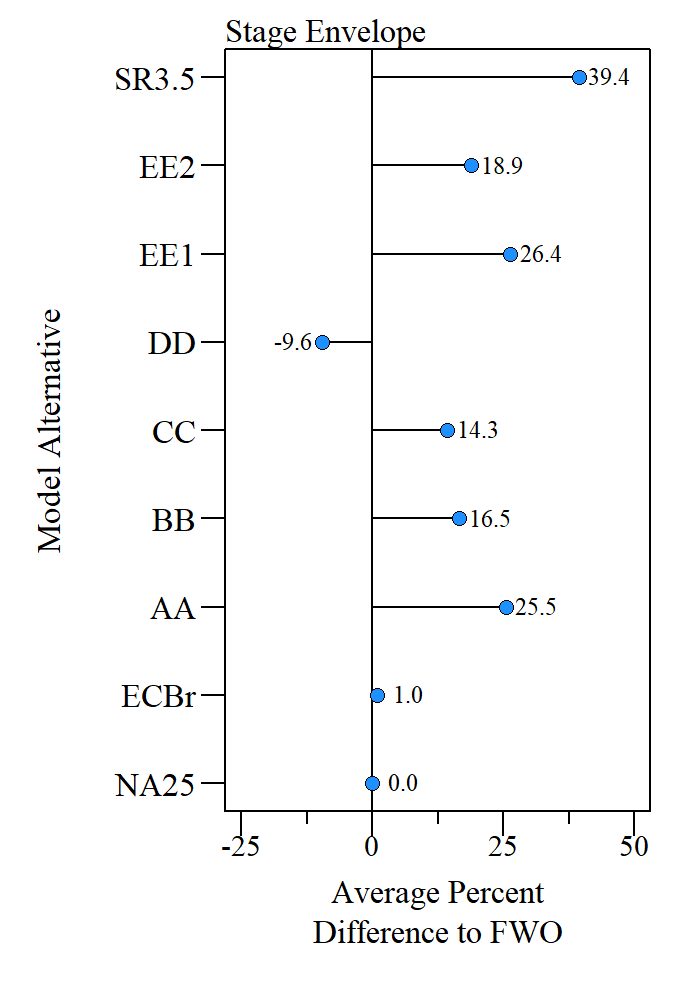 Stage Envelope
SR3.5
39.4
EE2
18.9
EE1
26.4
DD
-9.6
CC
14.3
BB
16.5
AA
25.5
ECBr
1.0
NA25
0.0
Model Alternative
-25
0
25
50
Average Percent
Difference to FWO